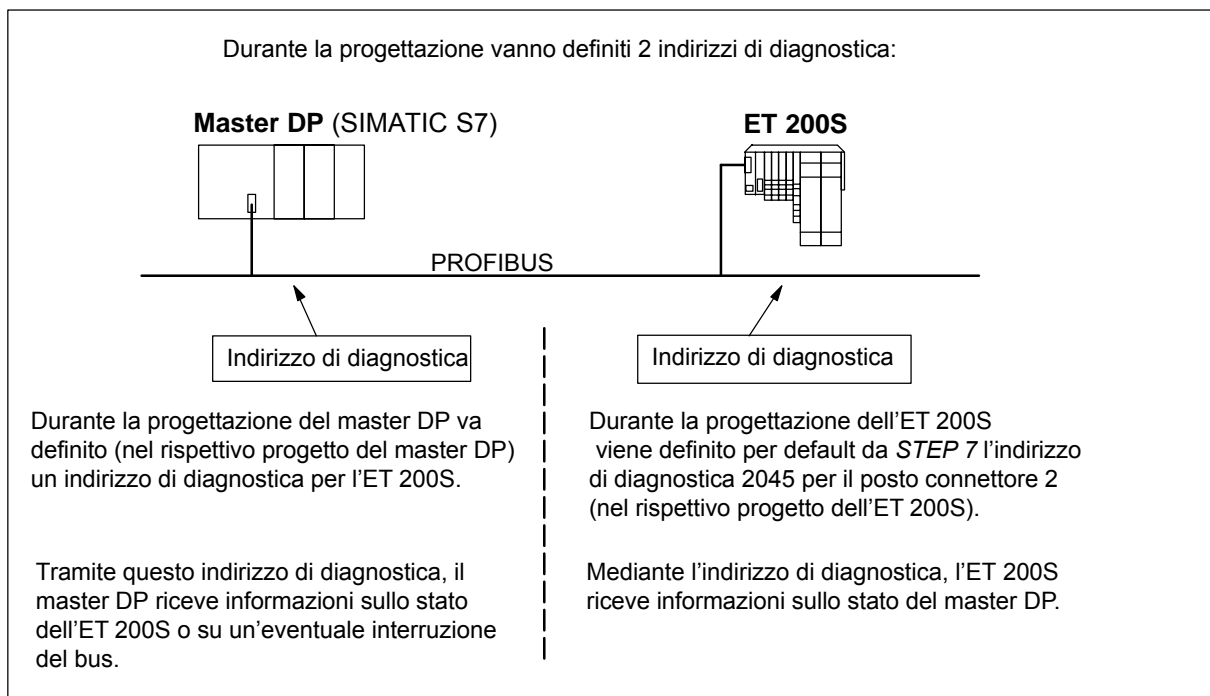 Durante la progettazione vanno definiti 2 indirizzi di diagnostica:
Master DP (SIMATIC S7)
ET 200S
PROFIBUS
Indirizzo di diagnostica
Indirizzo di diagnostica
Durante la progettazione del master DP va
definito (nel rispettivo progetto del master DP)
un indirizzo di diagnostica per l'ET 200S.
Tramite questo indirizzo di diagnostica, il
master DP riceve informazioni sullo stato
dell'ET 200S o su un'eventuale interruzione
del bus.
Durante la progettazione dell'ET 200S
viene definito per default da STEP 7 l'indirizzo
di diagnostica 2045 per il posto connettore 2
(nel rispettivo progetto dell'ET 200S).
Mediante l'indirizzo di diagnostica, l'ET 200S
riceve informazioni sullo stato del master DP.